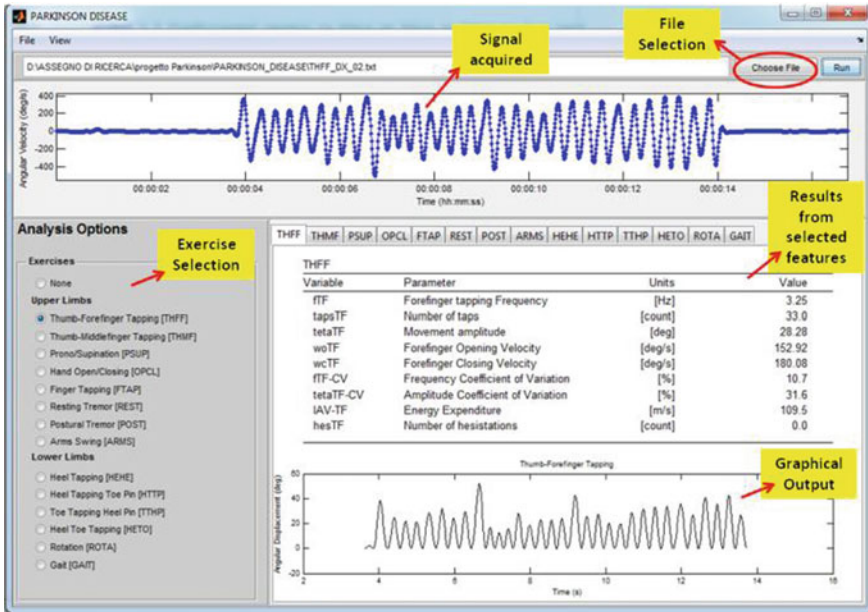 PARKINSON DISEASE
File View
Signal acquired
File Selection
D:\ASSEGNO DI RICERCA\progetto Parkinson\PARKINSON_DISEASE\THFF_DX_02.txt
Choose File
Run
Angular Velocity (deg/s)
400
200
0
-200
-400
00:00:02 00:00:04 00:00:06 00:00:08 00:00:10 00:00:12 00:00:14
Time (hh:mm:ss)
Analysis Options
Exercise Selection
Exercises
None
Upper Limbs
Thumb-Forefinger Tapping [THFF]
Thumb-Middlefinger Tapping [THMF]
Prono/Supination [PSUP]
Hand Open/Closing [OPCL]
Finger Tapping [FTAP]
Resting Tremor [REST]
Postural Tremor [POST]
Arms Swing [ARMS]
Lower Limbs
Heel Tapping [HEHE]
Heel Tapping Toe Pin [HTTP]
Toe Tapping Heel Pin [TTHP]
Heel Toe Tapping [HETO]
Rotation [ROTA]
Gait [GAIT]
Results from selected features
THFF THMF PSUP OPCL FTAP REST POST ARMS HEHE HTTP TTHP HETO ROTA GAIT
THFF
Variable Parameter Units Value
fTF Forefinger tapping Frequency [Hz] 3.25
tapsTF Number of taps [count] 33.0
tetaTF Movement amplitude [deg] 28.28
woTF Forefinger Opening Velocity [deg/s] 152.92
wcTF Forefinger Closing Velocity [deg/s] 180.08
fTF-CV Frequency Coefficient of Variation [%] 10.7
tetaTF-CV Amplitude Coefficient of Variation [%] 31.6
IAV-TF Energy Expenditure [m/s] 109.5
hesTF Number of hesistations [count] 0.0
Thumb-Forefinger Tapping
Graphical Output
Angular Displacement (deg)
60
40
20
0
-20
2 4 6 8 10 12 14 16
Time (s)